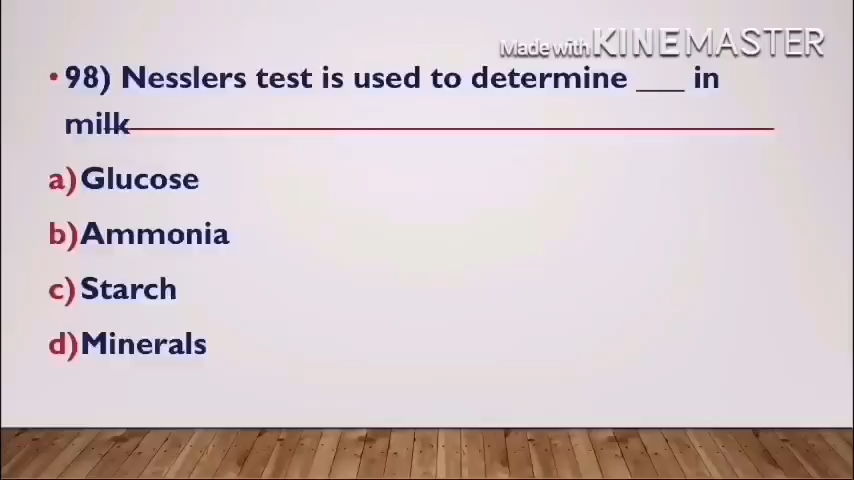 Made with KINEMASTER
• 98) Nesslers test is used to determine ___ in
milk
a)Glucose
b)Ammonia
c)Starch
d)Minerals